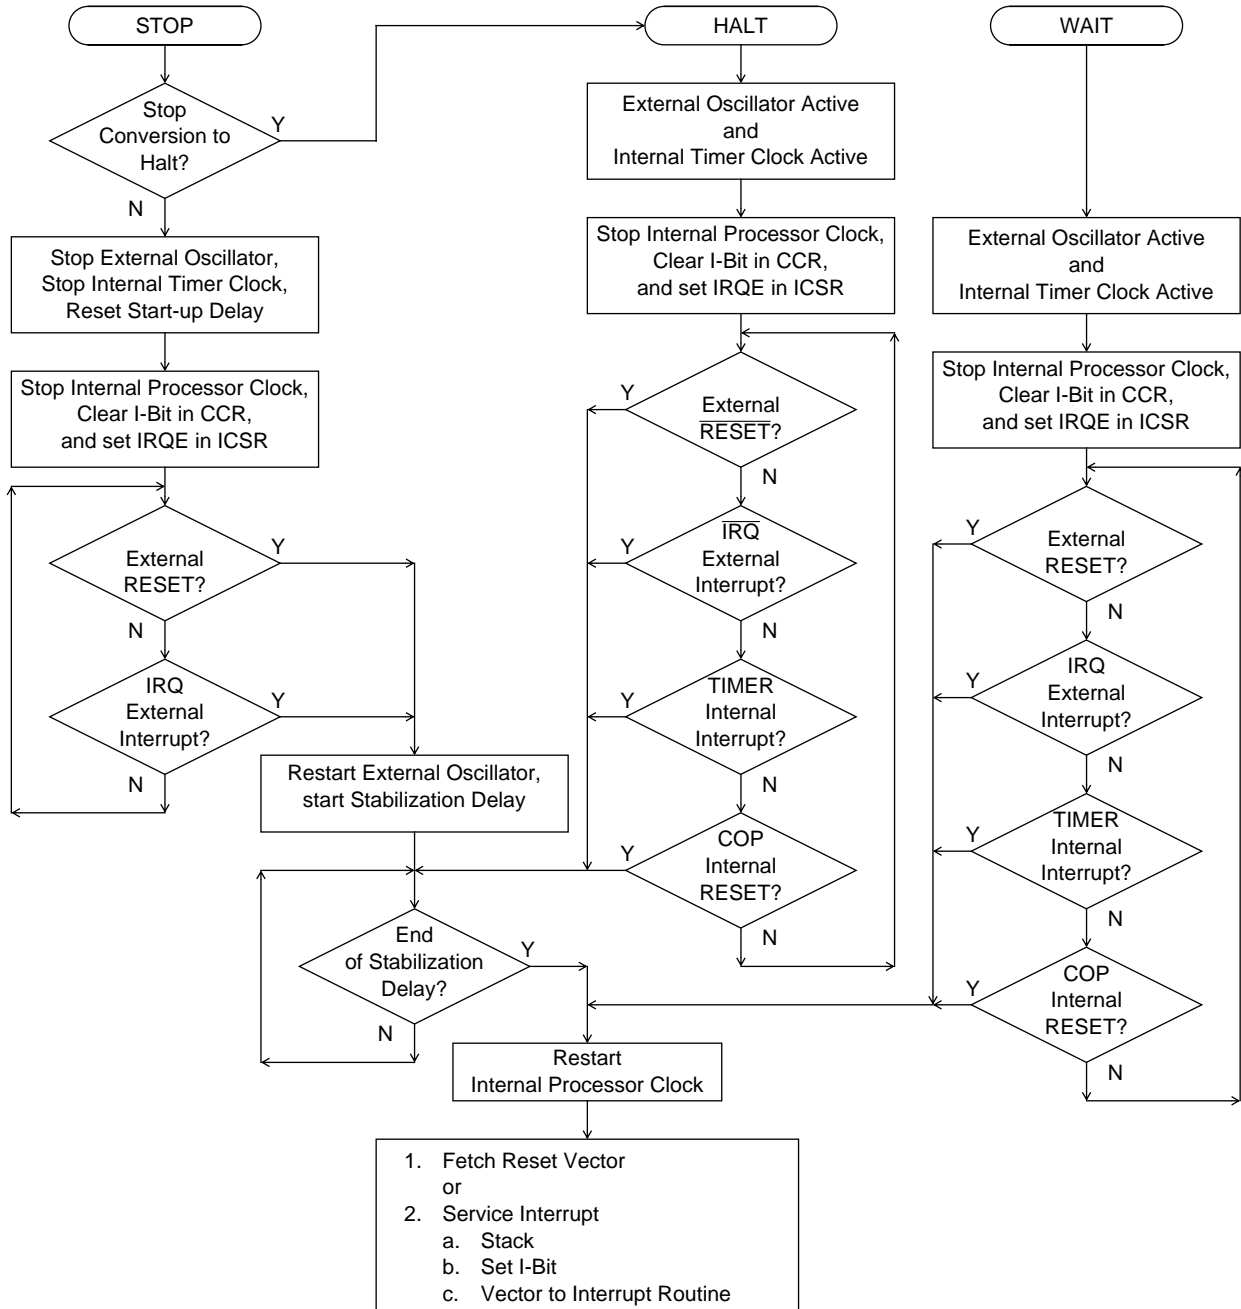 STOP
HALT
WAIT
Stop
Conversion to
Halt?
Y
N
Stop External Oscillator,
Stop Internal Timer Clock,
Reset Start-up Delay
Stop Internal Processor Clock,
Clear I-Bit in CCR,
and set IRQE in ICSR
External
RESET?
Y
N
IRQ
External
Interrupt?
Y
N
Restart External Oscillator,
start Stabilization Delay
End
of Stabilization
Delay?
Y
N
External Oscillator Active
and
Internal Timer Clock Active
Stop Internal Processor Clock,
Clear I-Bit in CCR,
and set IRQE in ICSR
Y
External
RESET?
N
Y
IRQ
External
Interrupt?
N
Y
TIMER
Internal
Interrupt?
N
Y
COP
Internal
RESET?
N
External Oscillator Active
and
Internal Timer Clock Active
Stop Internal Processor Clock,
Clear I-Bit in CCR,
and set IRQE in ICSR
Y
External
RESET?
N
Y
IRQ
External
Interrupt?
N
Y
TIMER
Internal
Interrupt?
N
Y
COP
Internal
RESET?
N
Restart
Internal Processor Clock
1. Fetch Reset Vector
or
2. Service Interrupt
a. Stack
b. Set I-Bit
c. Vector to Interrupt Routine